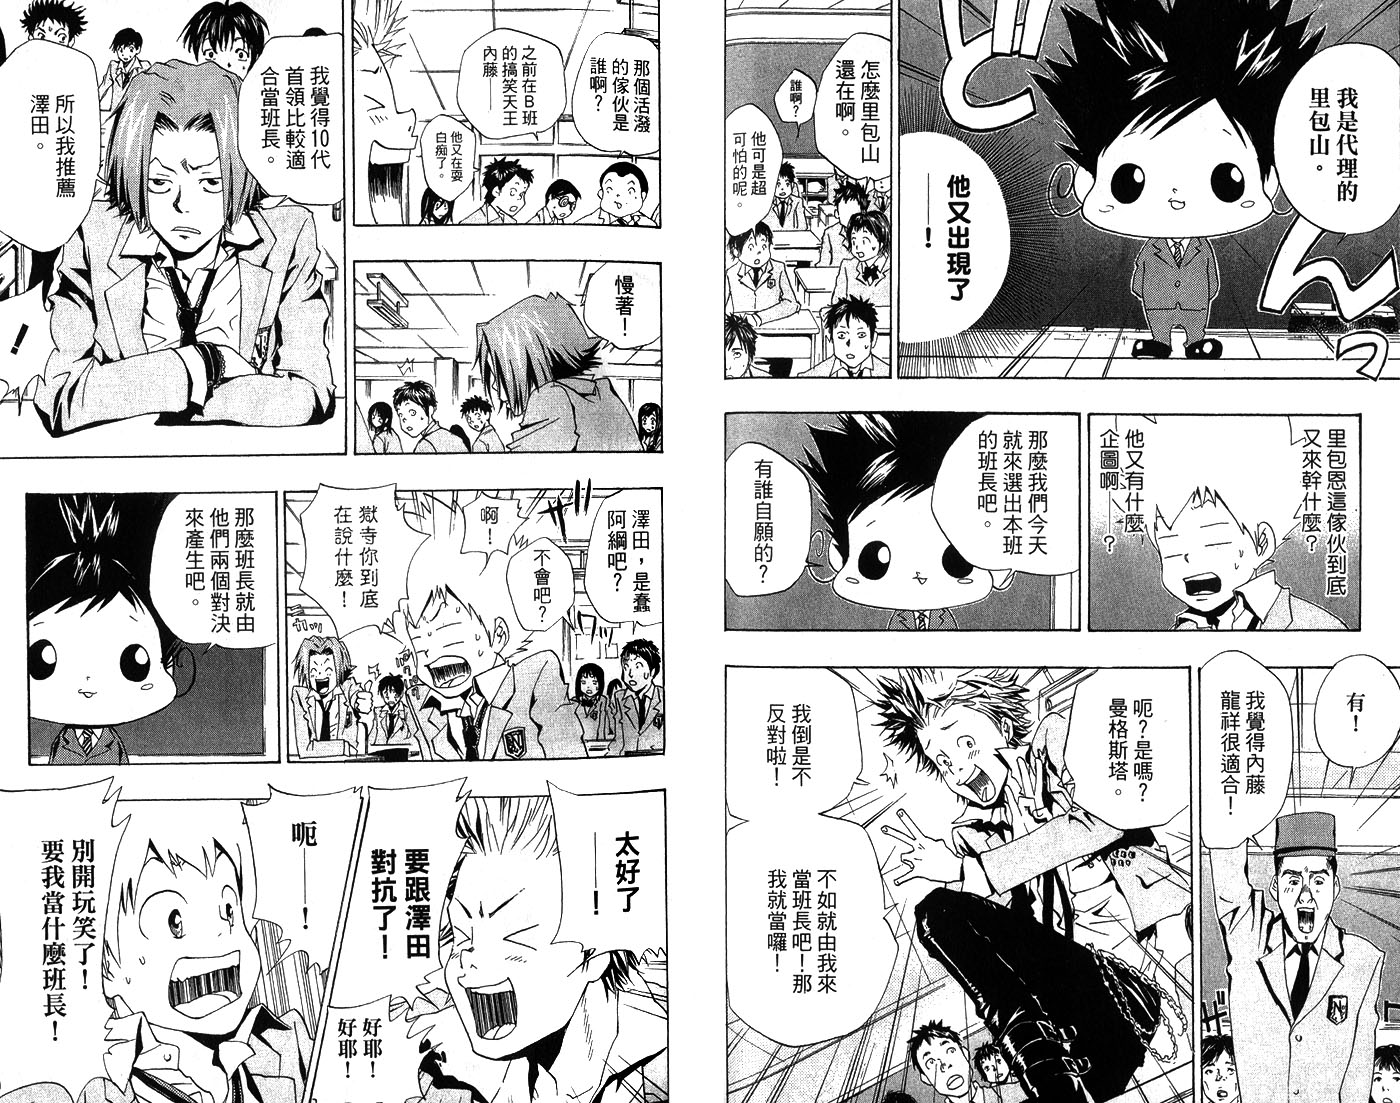 我是代理的
里包山。
ど
ん
っ
他又出現了
——！
怎麼里包山
還在啊。
誰啊？
他可是超
可怕的呢。
里包恩這傢伙到底
又來幹什麼？
他又有什麼
企圖啊？
那麼我們今天
就來選出本班
的班長吧。
有誰自願的？
有！
我覺得內藤
龍祥很適合！
呃？是嗎？
曼格斯塔？
我倒是不
反對啦！
不如就由我來
當班長吧！那
我就當囉！
那個活潑
的傢伙是
誰啊？
之前在B班
的搞笑天王
內藤——
他又在耍
白痴了。
慢著！
我覺得10代
首領比較適
合當班長。
所以我推薦
澤田。
！
澤田，是蠢
阿綱吧？
ザッ
不會吧？
啊！
獄寺你到底
在說什麼！
那麼班長就由
他們兩個對決
來產生吧。
太好了
——！
要跟澤田
對抗了！
好耶！
好耶！
呃——！
別開玩笑了！
要我當什麼班長！